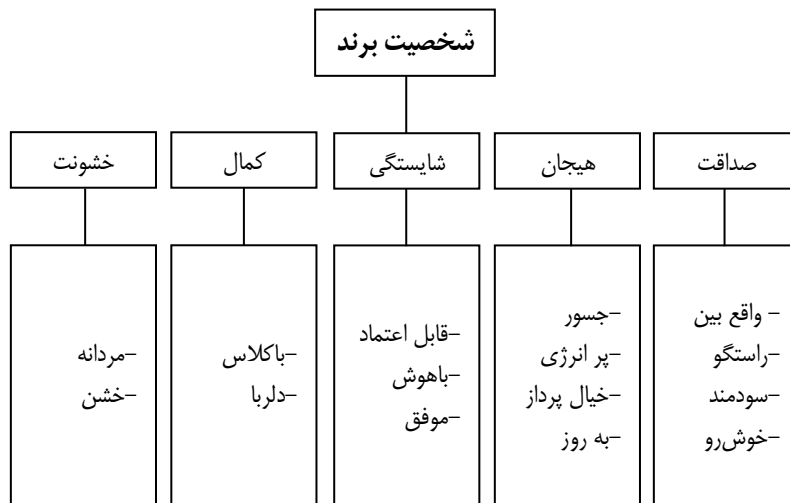 شخصیت برند
صداقت
هیجان
شایستگی
کمال
خشونت
- واقع بین
-راستگو
-سودمند
-خوش‌رو
-جسور
-پر انرژی
-خیال پرداز
-به روز
-قابل اعتماد
-باهوش
-موفق
-باکلاس
-دلربا
-مردانه
-خشن